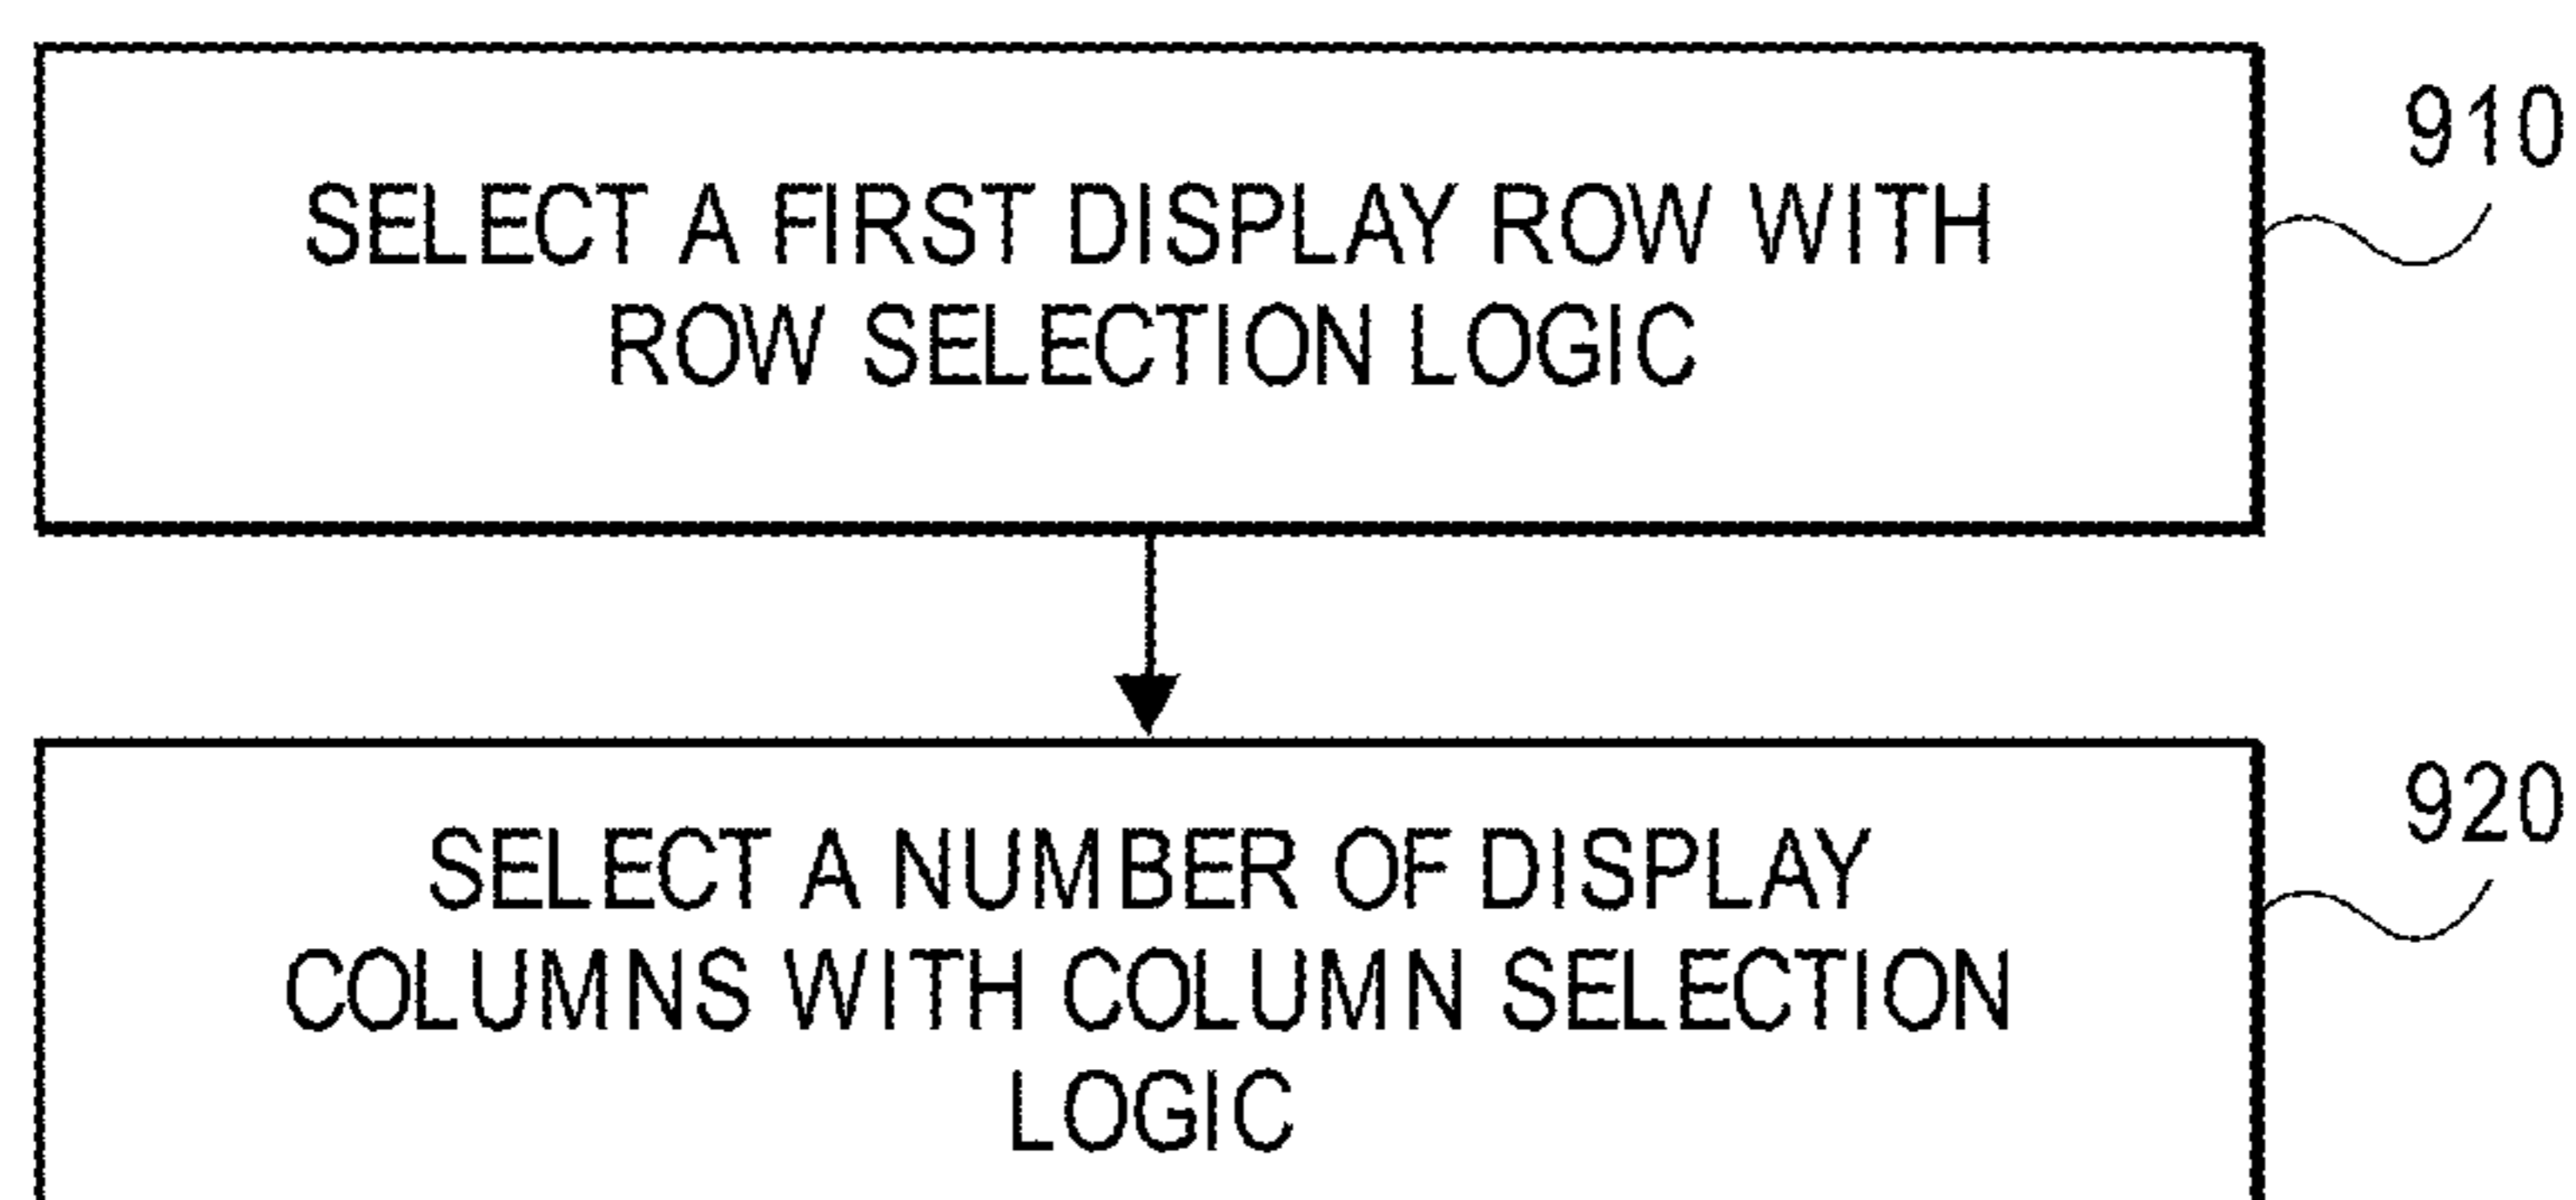 910
SELECT A FIRST DISPLAY ROW WITH
ROW SELECTION LOGIC
920
SELECT A NUMBER OF DISPLAY
COLUMNS WITH COLUMN SELECTION
LOGIC